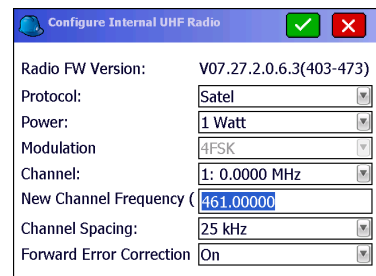 Configure Internal UHF Radio
Radio FW Version: V07.27.2.0.6.3(403-473)
Protocol: Satel
Power: 1 Watt
Modulation 4FSK
Channel: 1: 0.0000 MHz
New Channel Frequency ( 461.00000
Channel Spacing: 25 kHz
Forward Error Correction On